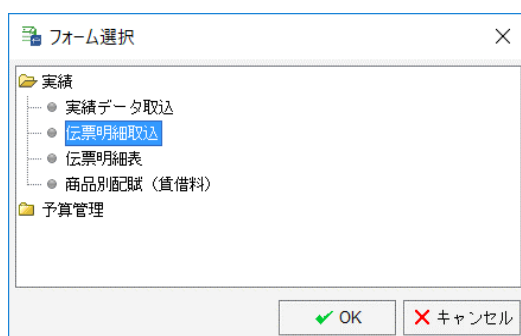 フォーム選択
実績
実績データ取込
伝票明細取込
伝票明細表
商品別配賦（賃借料）
予算管理
OK
キャンセル